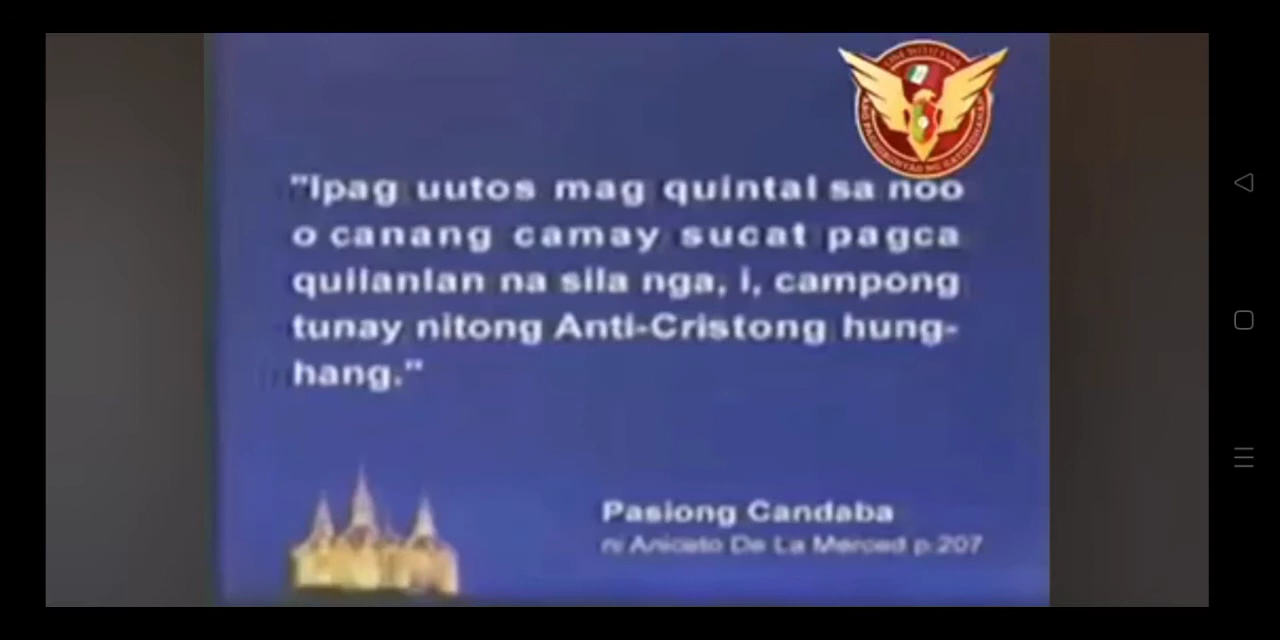 "Ipag uutos mag quintal sa noo
o canang camay sucat pagca
quilanlan na sila nga, i, campong
tunay nitong Anti-Cristong hung-
hang."
Pasiong Candaba
ni Aniceto De La Merced p.207